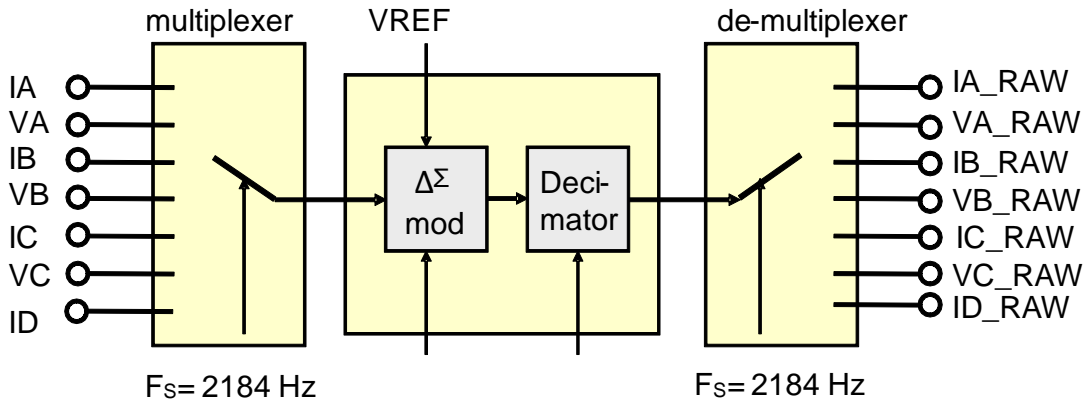 multiplexer
VREF
de-multiplexer
IA
VA
IB
VB
IC
VC
ID
ΔΣ
mod
Deci-
mator
IA_RAW
VA_RAW
IB_RAW
VB_RAW
IC_RAW
VC_RAW
ID_RAW
FS= 2184 Hz
FS= 2184 Hz